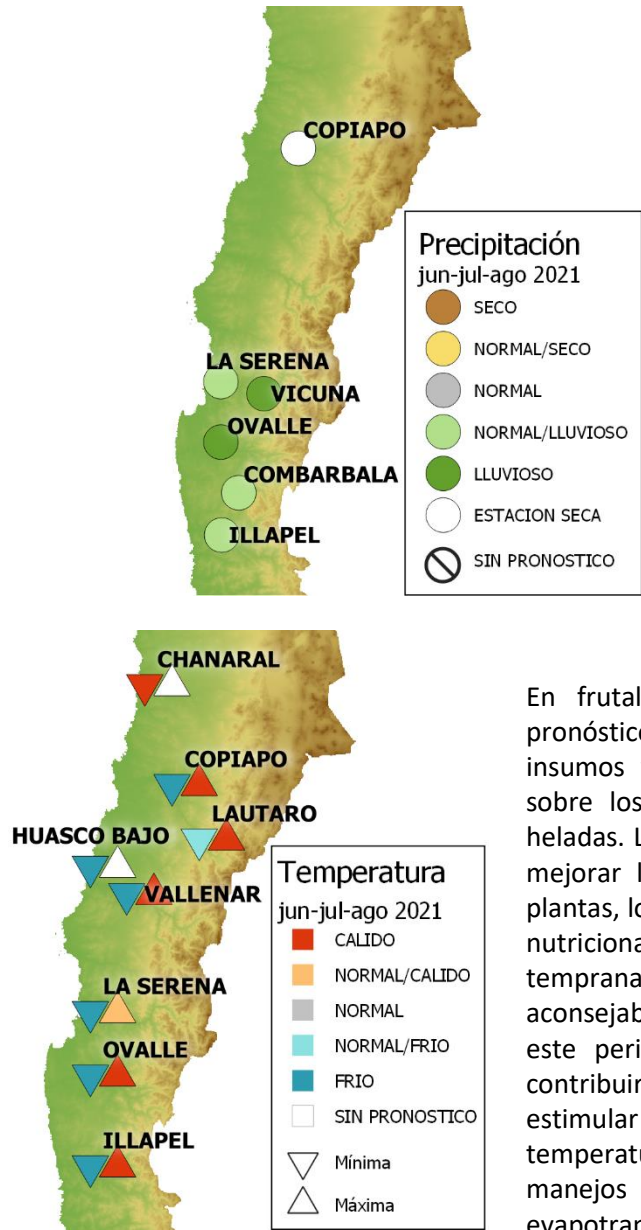 COPIAPO
LA SERENA
VICUNA
OVALLE
COMBARBALA
ILLAPEL
Precipitación
jun-jul-ago 2021
SECO
NORMAL/SECO
NORMAL
NORMAL/LLUVIOSO
LLUVIOSO
ESTACION SECA
SIN PRONOSTICO
CHANARAL
COPIAPO
LAUTARO
HUASCO BAJO
VALLENAR
LA SERENA
OVALLE
ILLAPEL
Temperatura
jun-jul-ago 2021
CALIDO
NORMAL/CALIDO
NORMAL
NORMAL/FRIO
FRIO
SIN PRONOSTICO
Mínima
Máxima
En frutal
pronóstico
insumos
sobre los
heladas. L
mejorar l
plantas, lo
nutriciona
temprana
aconsejab
este peri
contribuir
estimular
temperatu
manejos
evapotran